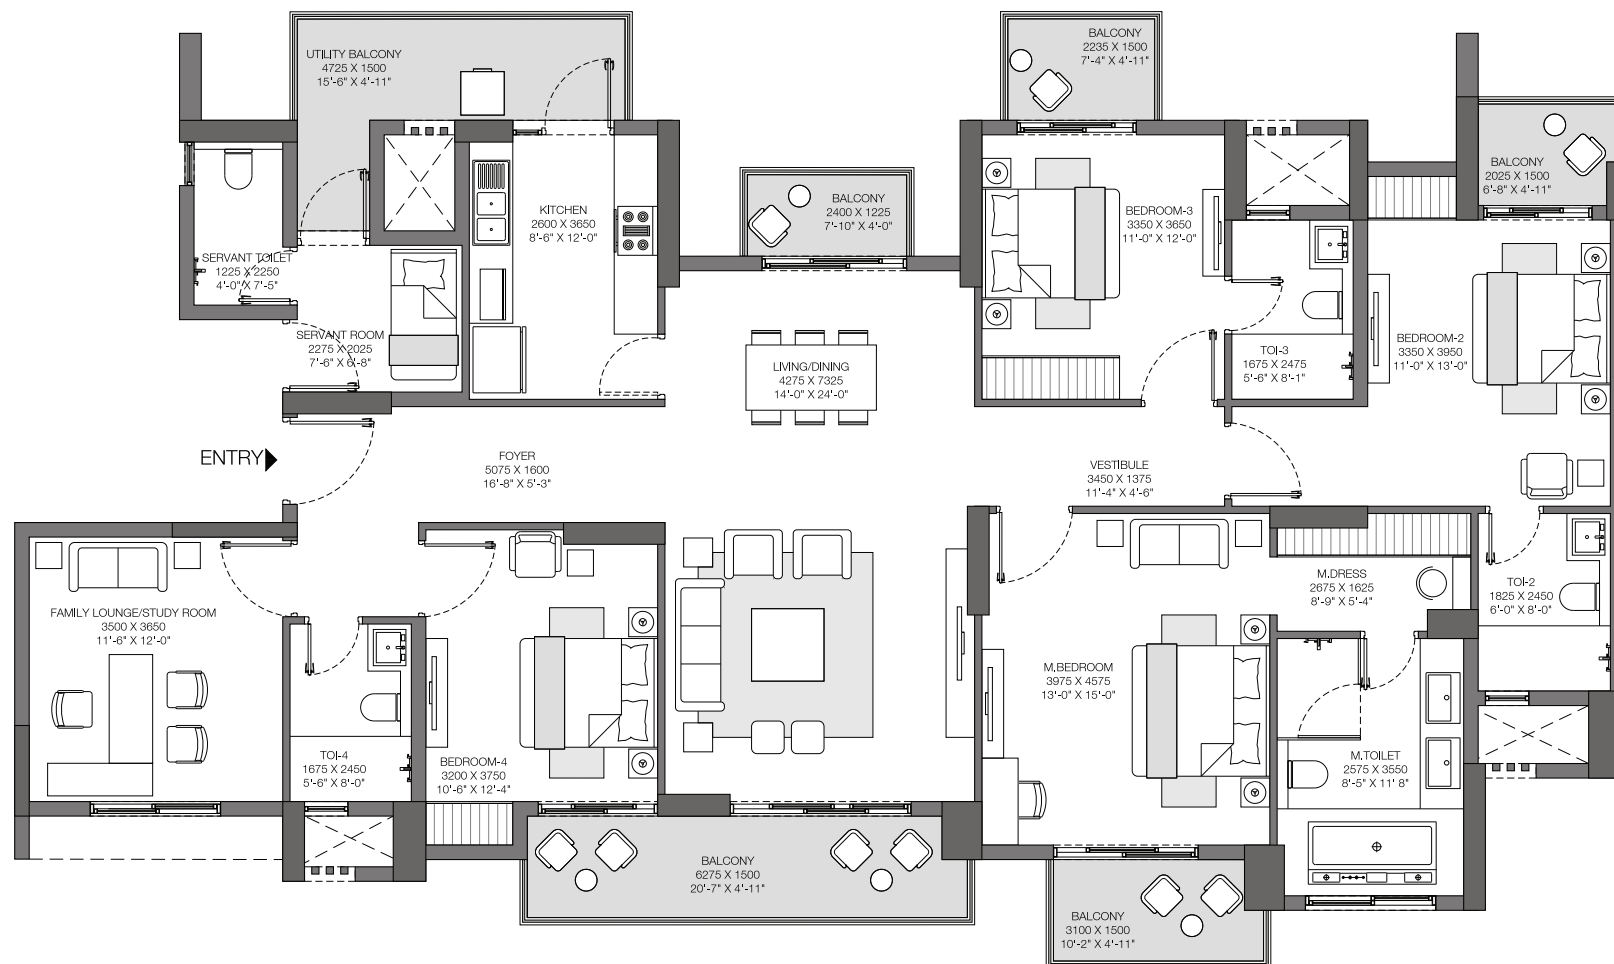 UTILITY BALCONY
4725 X 1500
15'-6" X 4'-11"
BALCONY
2235 X 1500
7'-4" X 4'-11"
BALCONY
2025 X 1500
6'-8" X 4'-11"
BALCONY
2400 X 1225
7'-10" X 4'-0"
KITCHEN
2600 X 3650
8'-6" X 12'-0"
BEDROOM-3
3350 X 3650
11'-0" X 12'-0"
SERVANT TOILET
1225 X 2250
4'-0" X 7'-5"
SERVANT ROOM
2275 X 2025
7'-6" X 6'-8"
LIVING/DINING
4275 X 7325
14'-0" X 24'-0"
TOI-3
1675 X 2475
5'-6" X 8'-1"
BEDROOM-2
3350 X 3950
11'-0" X 13'-0"
ENTRY
FOYER
5075 X 1600
16'-8" X 5'-3"
VESTIBULE
3450 X 1375
11'-4" X 4'-6"
FAMILY LOUNGE/STUDY ROOM
3500 X 3650
11'-6" X 12'-0"
M.DRESS
2675 X 1625
8'-9" X 5'-4"
TOI-2
1825 X 2450
6'-0" X 8'-0"
M.BEDROOM
3975 X 4575
13'-0" X 15'-0"
TOI-4
1675 X 2450
5'-6" X 8'-0"
BEDROOM-4
3200 X 3750
10'-6" X 12'-4"
M.TOILET
2575 X 3550
8'-5" X 11' 8"
BALCONY
6275 X 1500
20'-7" X 4'-11"
BALCONY
3100 X 1500
10'-2" X 4'-11"